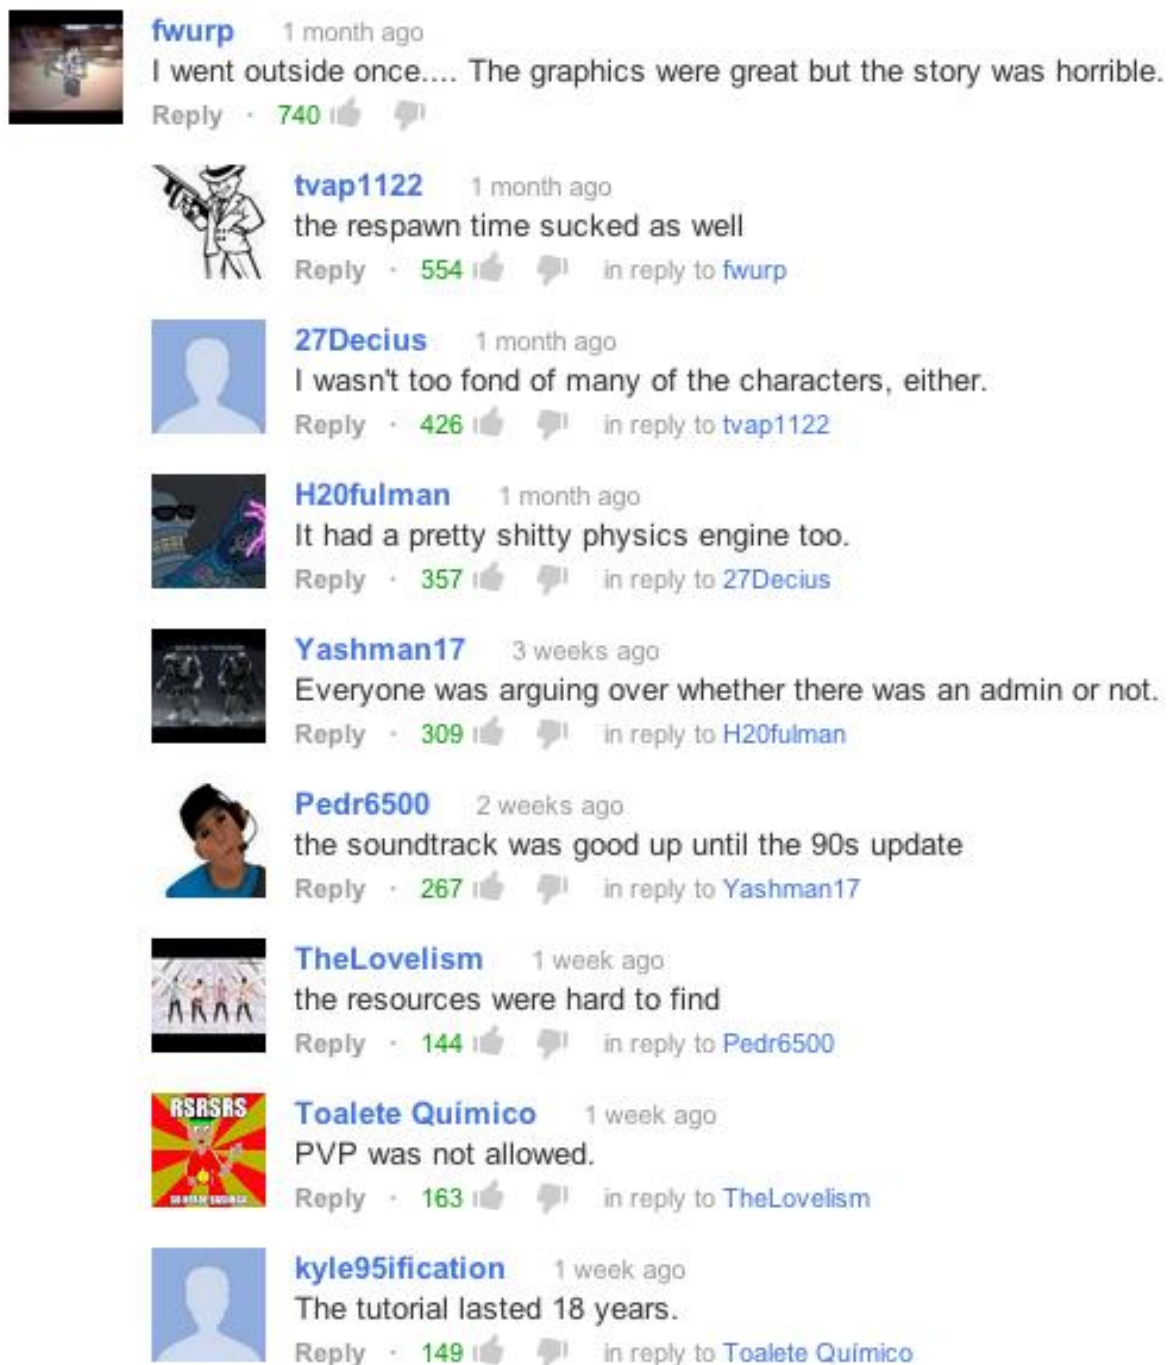 fwurp 1 month ago
I went outside once.... The graphics were great but the story was horrible.
Reply · 740
tvap1122 1 month ago
the respawn time sucked as well
Reply · 554 in reply to fwurp
27Decius 1 month ago
I wasn't too fond of many of the characters, either.
Reply · 426 in reply to tvap1122
H20fulman 1 month ago
It had a pretty shitty physics engine too.
Reply · 357 in reply to 27Decius
Yashman17 3 weeks ago
Everyone was arguing over whether there was an admin or not.
Reply · 309 in reply to H20fulman
Pedr6500 2 weeks ago
the soundtrack was good up until the 90s update
Reply · 267 in reply to Yashman17
TheLovelism 1 week ago
the resources were hard to find
Reply · 144 in reply to Pedr6500
RSRSRS
Toalete Químico 1 week ago
PVP was not allowed.
Reply · 163 in reply to TheLovelism
kyle95ification 1 week ago
The tutorial lasted 18 years.
Reply · 149 in reply to Toalete Químico